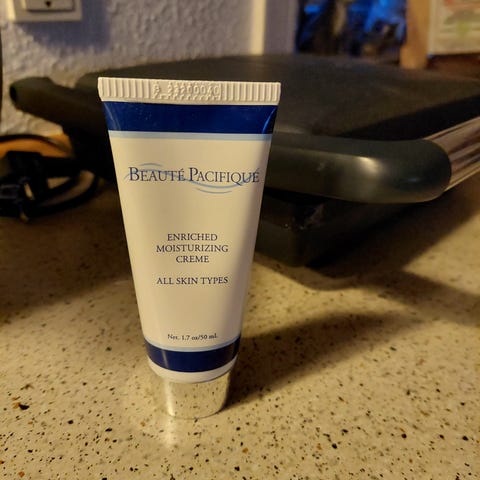 BEAUTÉ PACIFIQUE
ENRICHED
MOISTURIZING
CREME
ALL SKIN TYPES
Net. 1.7 oz/50 ml.